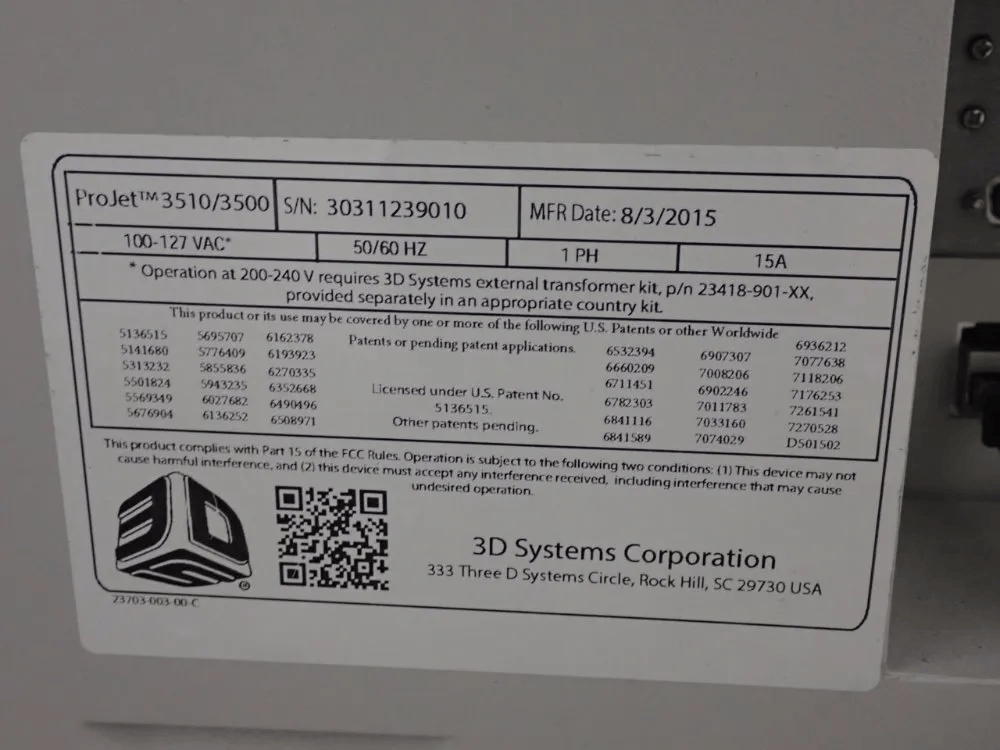 ProJet™ 3510/3500 S/N: 30311239010 MFR Date: 8/3/2015
100-127 VAC* 50/60 HZ 1 PH 15A
* Operation at 200-240 V requires 3D Systems external transformer kit, p/n 23418-901-XX,
provided separately in an appropriate country kit.
This product or its use may be covered by one or more of the following U.S. Patents or other Worldwide
Patents or pending patent applications.
5136515 5695707 6162378
5141680 5776409 6193923
5313232 5855836 6270335
5501824 5943235 6352668
5569349 6027682 6490496
5676904 6136252 6508971
Licensed under U.S. Patent No.
5136515.
Other patents pending.
6532394 6907307 6936212
6660209 7008206 7077638
6711451 6902246 7118206
6782303 7011783 7176253
6841116 7033160 7261541
6841589 7074029 7270528
D501502
This product complies with Part 15 of the FCC Rules. Operation is subject to the following two conditions: (1) This device may not
cause harmful interference, and (2) this device must accept any interference received, including interference that may cause
undesired operation.
3DS®
3D Systems Corporation
333 Three D Systems Circle, Rock Hill, SC 29730 USA
23703-003-00-C